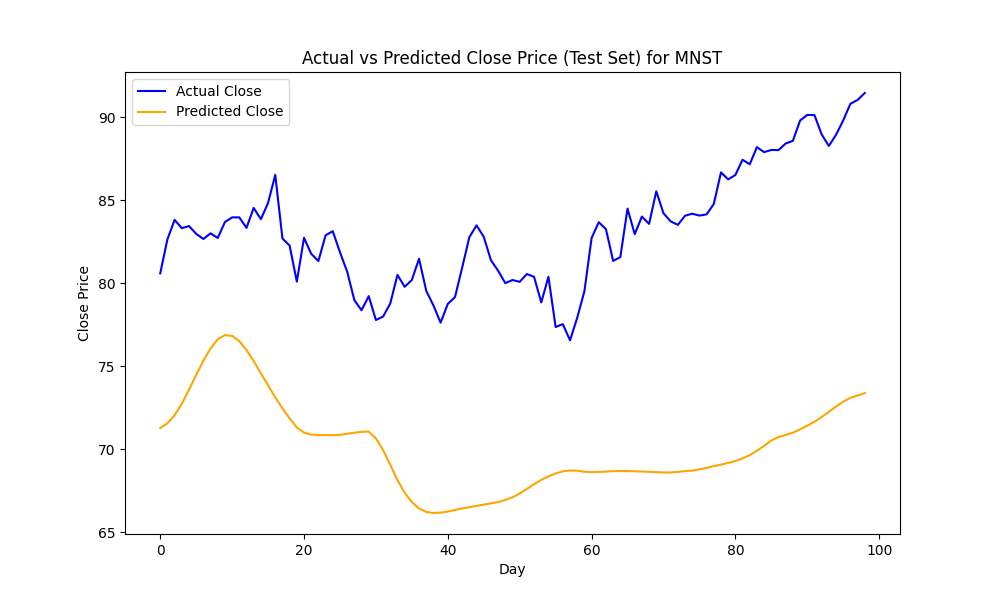 Actual vs Predicted Close Price (Test Set) for MNST
Actual Close
Predicted Close
90
85
80
75
70
65
Close Price
0 20 40 60 80 100
Day